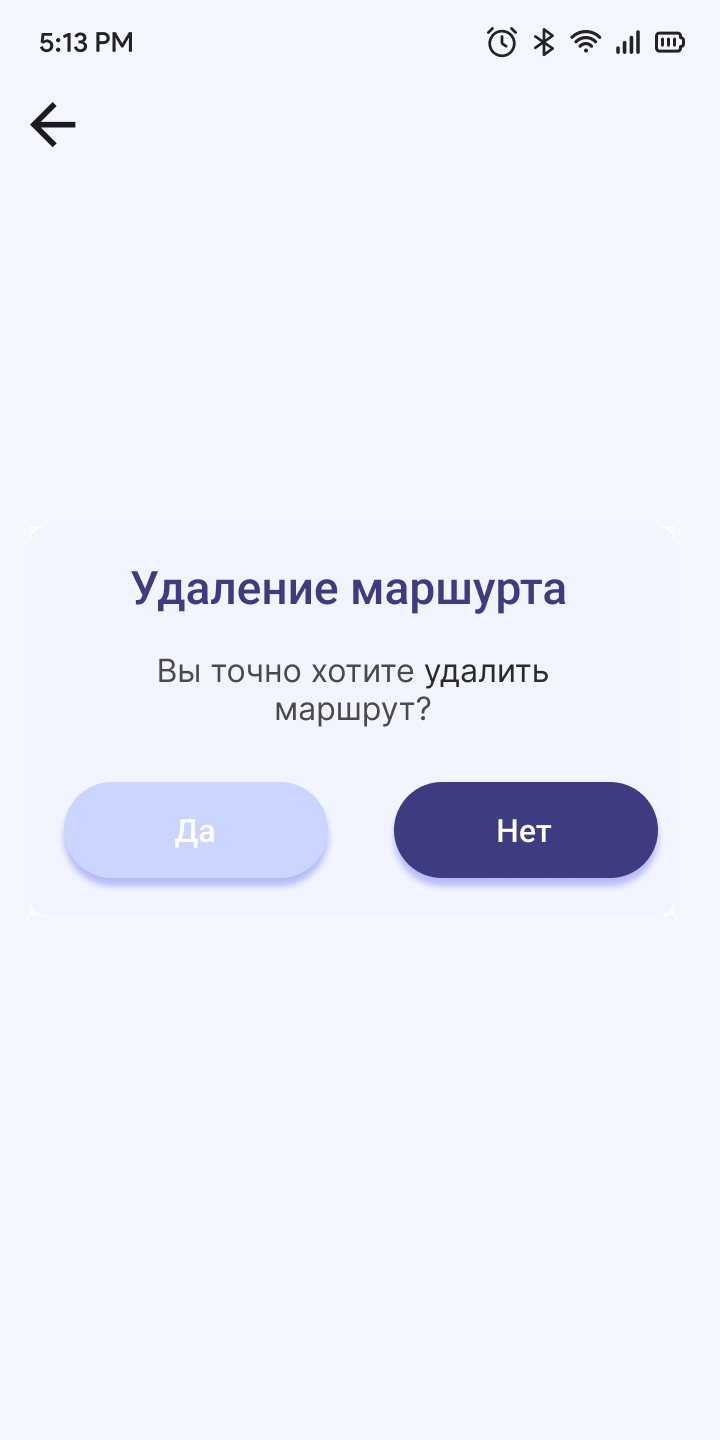 5:13 PM
Удаление маршурта
Вы точно хотите удалить
маршрут?
Да
Нет